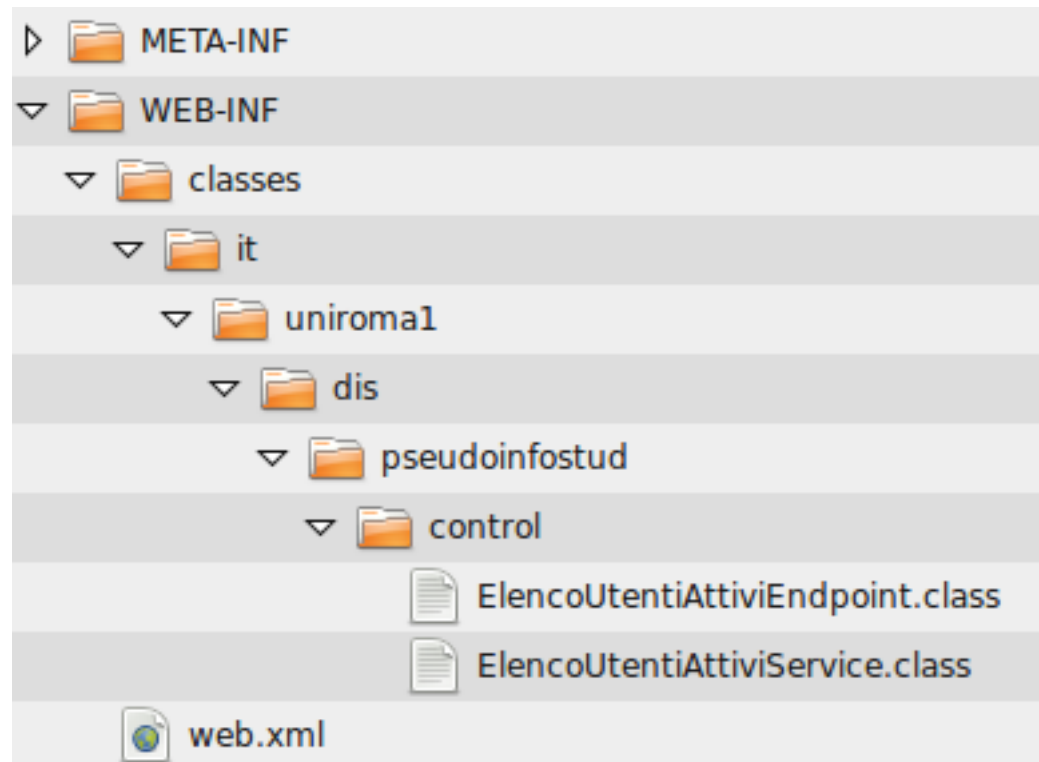 META-INF
WEB-INF
classes
it
uniroma1
dis
pseudoinfostud
control
ElencoUtentiAttiviEndpoint.class
ElencoUtentiAttiviService.class
web.xml